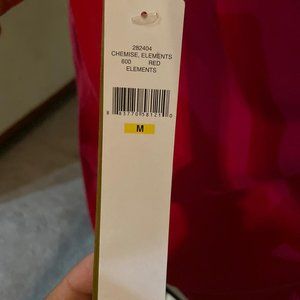 282404
CHEMISE, ELEMENTS
600 RED
ELEMENTS
M